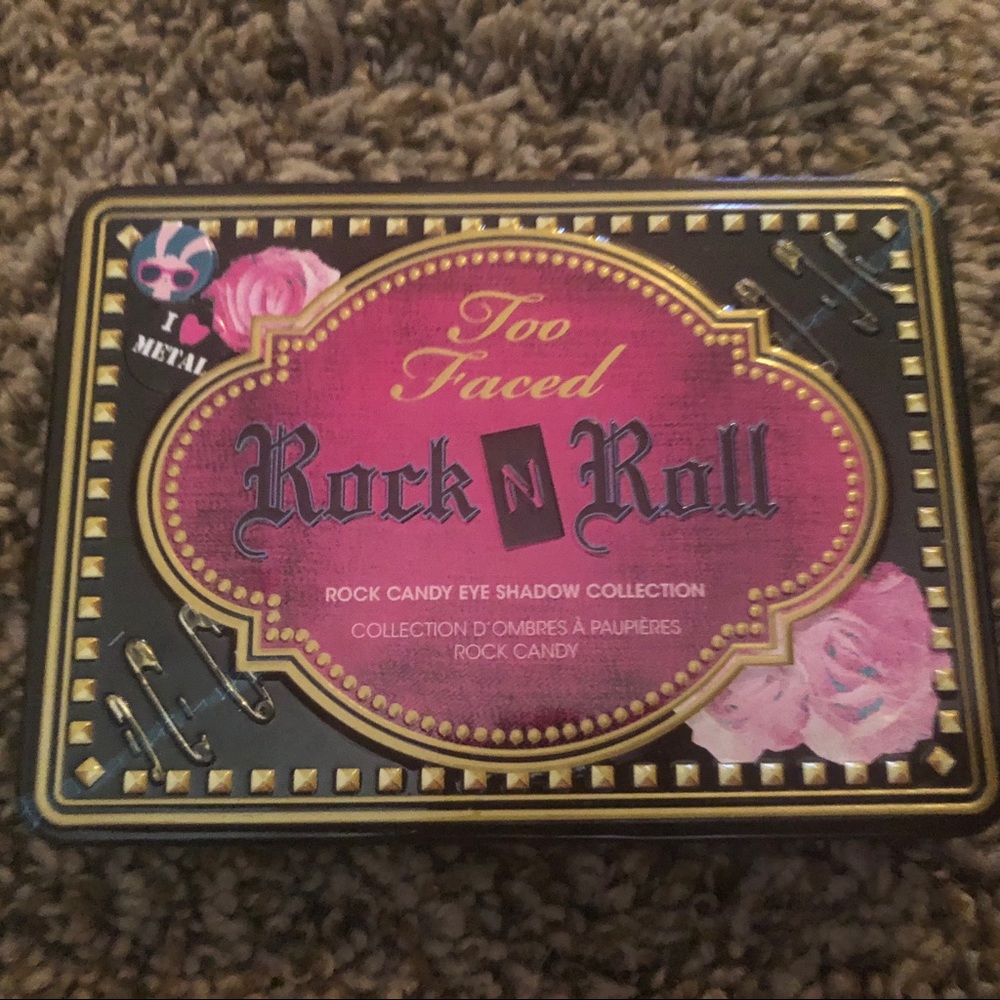 I ♥
METAL
Too
Faced
Rock N Roll
ROCK CANDY EYE SHADOW COLLECTION
COLLECTION D'OMBRES À PAUPIÈRES
ROCK CANDY